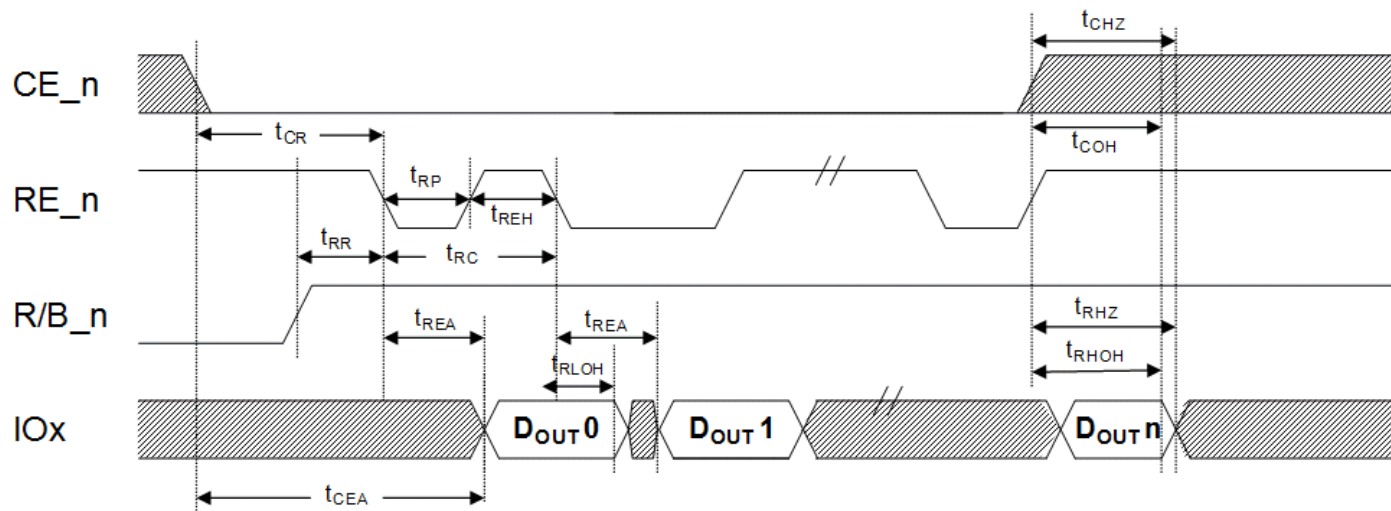 tCHZ
CE_n
tCR
tCOH
RE_n
tRP
tREH
tRR
tRC
R/B_n
tREA
tREA
tRHZ
tRLOH
tRHOH
IOx
DOUT0
DOUT1
DOUTn
tCEA